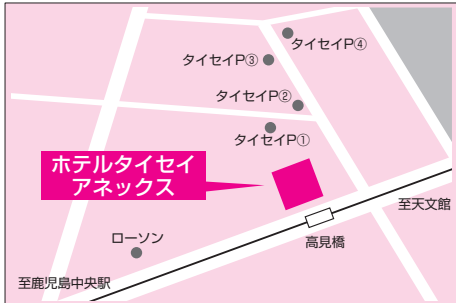 タイセイP④
タイセイP③
タイセイP②
タイセイP①
ホテルタイセイ
アネックス
至天文館
高見橋
ローソン
至鹿児島中央駅